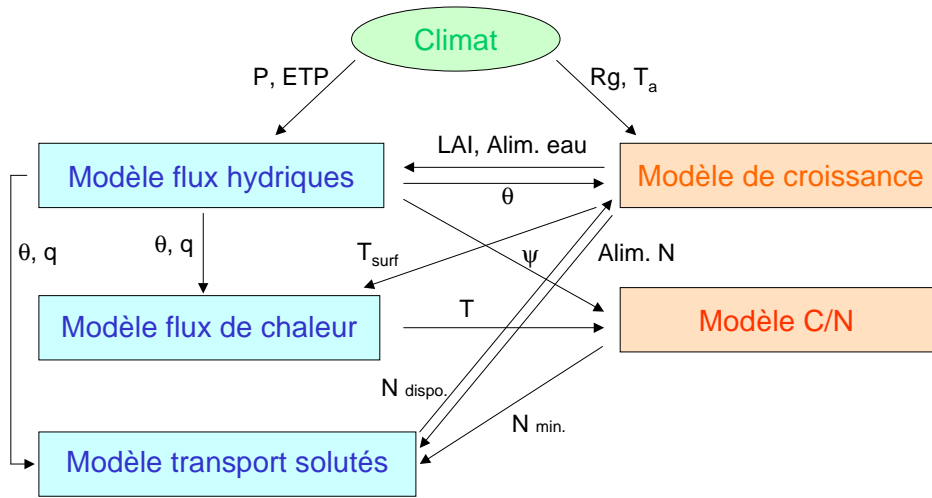 Climat
P, ETP
Rg, Ta
LAI, Alim. eau
Modèle flux hydriques
Modèle de croissance
θ
θ, q
θ, q
Tsurf
ψ
Alim. N
T
Modèle flux de chaleur
Modèle C/N
N dispo.
N min.
Modèle transport solutés